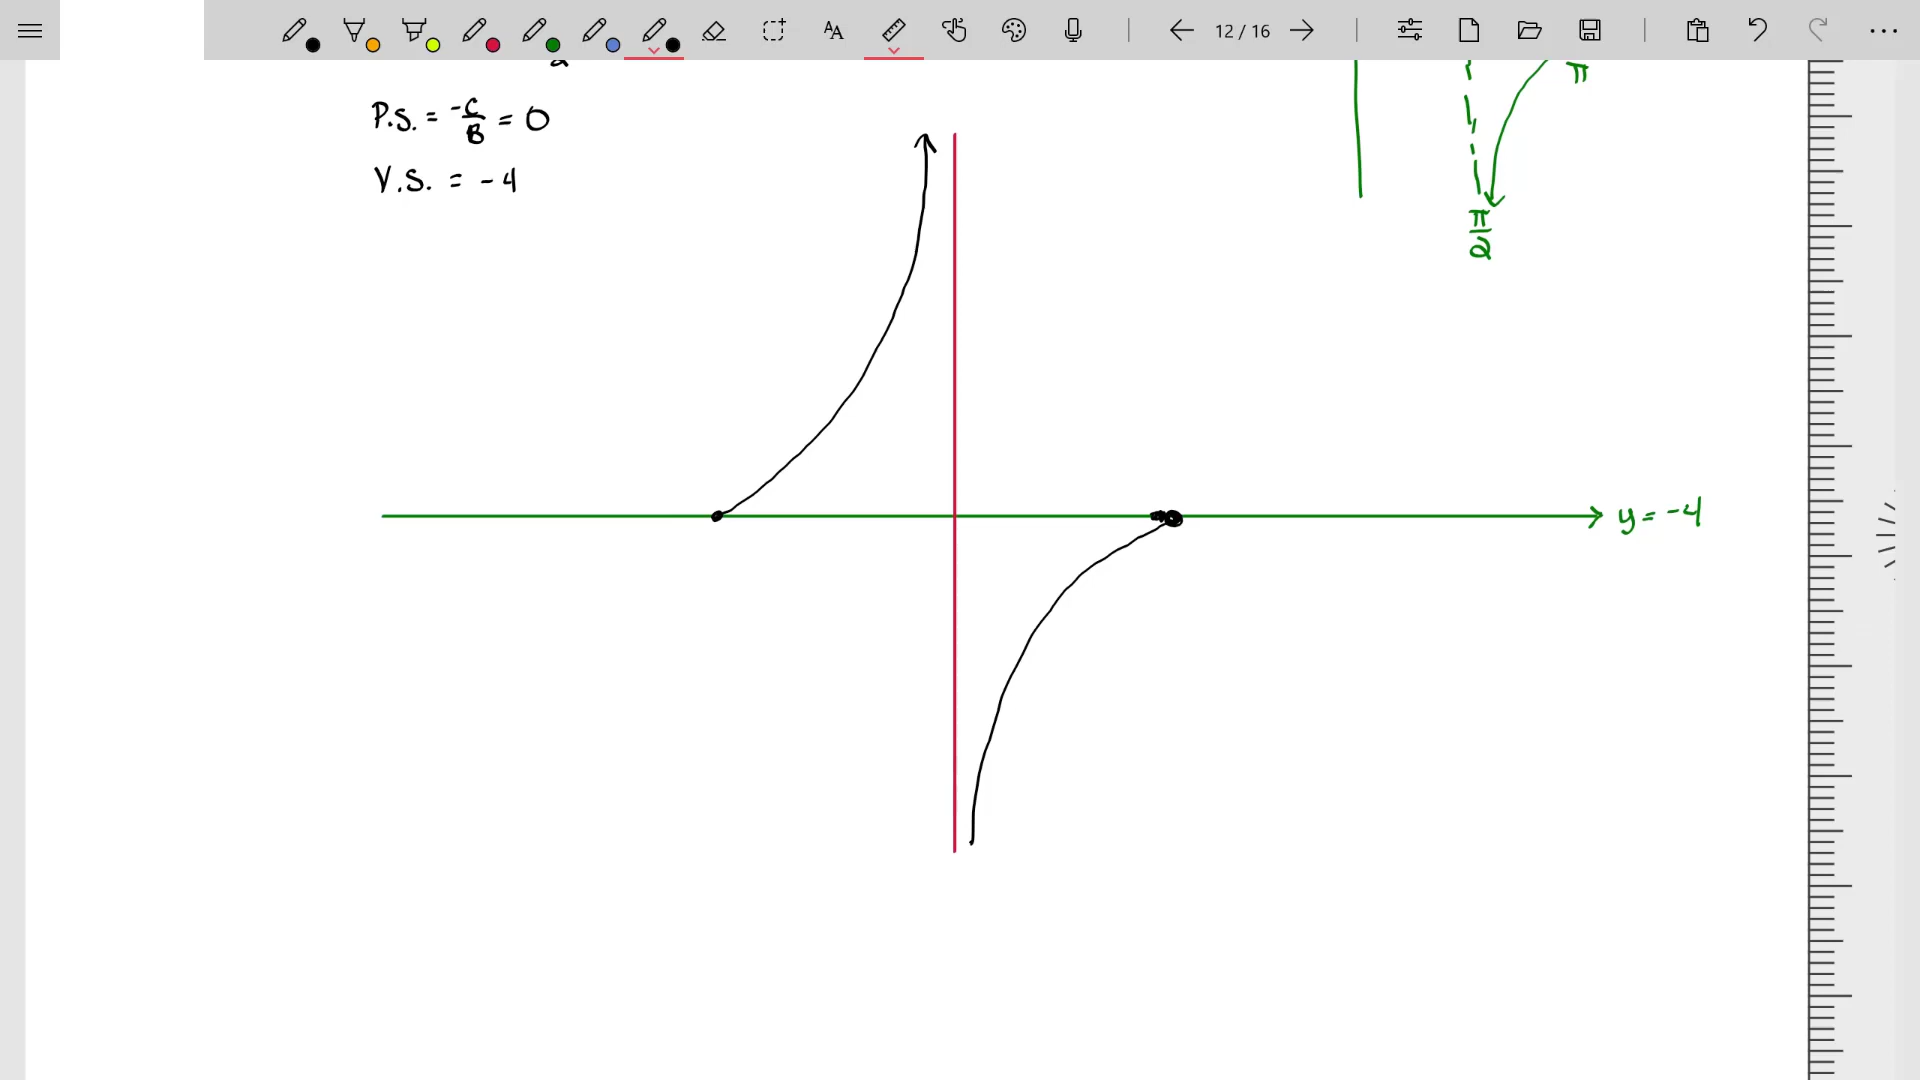 12 / 16
π
P.S. = -C/B = 0
V.S. = -4
π/2
y = -4